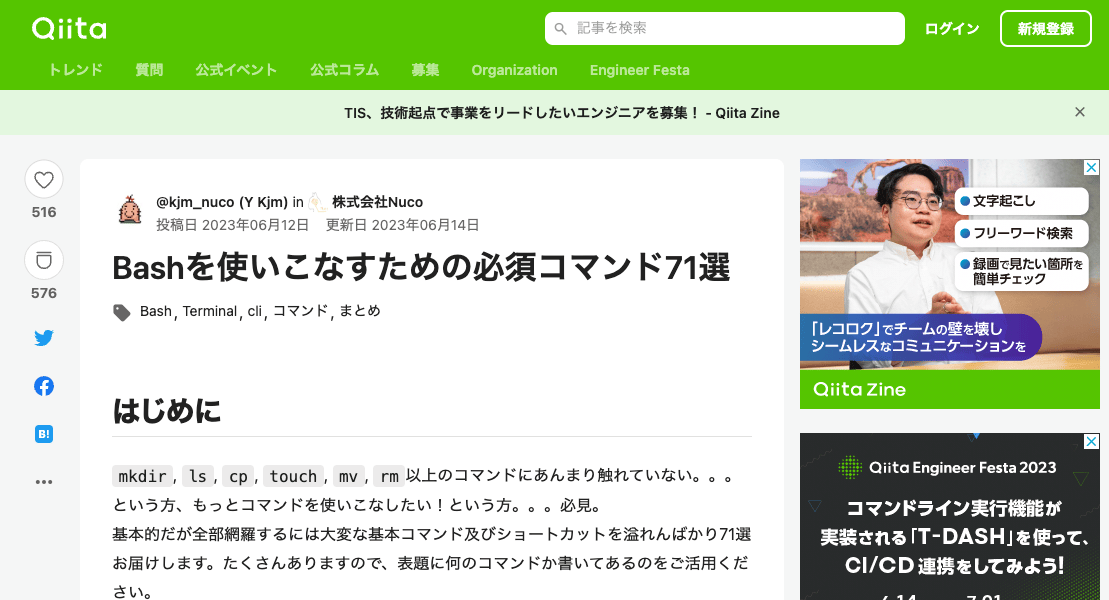 Qiita
記事を検索
ログイン
新規登録
トレンド
質問
公式イベント
公式コラム
募集
Organization
Engineer Festa
TIS、技術起点で事業をリードしたいエンジニアを募集！ - Qiita Zine
516
576
B!
@kjm_nuco (Y Kjm) in 株式会社Nuco
投稿日 2023年06月12日 更新日 2023年06月14日
Bashを使いこなすための必須コマンド71選
Bash, Terminal, cli, コマンド, まとめ
はじめに
mkdir, ls, cp, touch, mv, rm以上のコマンドにあんまり触れていない。。。
という方、もっとコマンドを使いこなしたい！という方。。。必見。
基本的だが全部網羅するには大変な基本コマンド及びショートカットを溢れんばかり71選
お届けします。たくさんありますので、表題に何のコマンドか書いてあるのをご活用くだ
さい。
文字起こし
フリーワード検索
録画で見たい箇所を
簡単チェック
「レコロク」でチームの壁を壊し
シームレスなコミュニケーションを
Qiita Zine
Qiita Engineer Festa 2023
コマンドライン実行機能が
実装される「T-DASH」を使って、
CI/CD 連携をしてみよう!